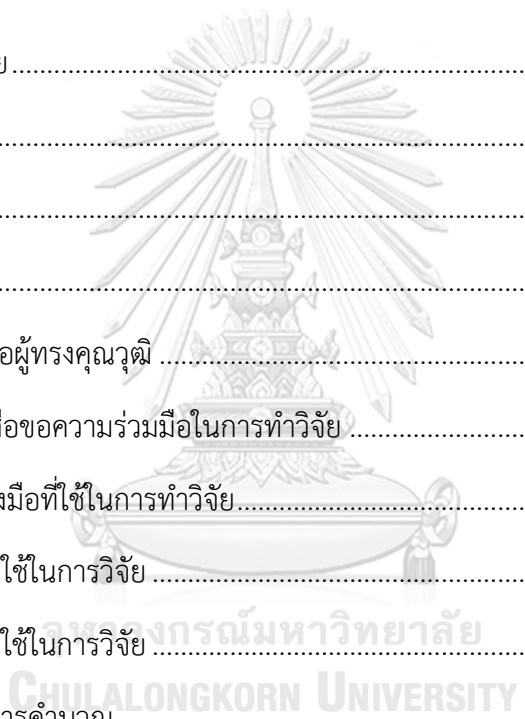 ย ........................................................................
........................................................................
........................................................................
........................................................................
อผู้ทรงคุณวุฒิ ........................................................................
อขอความร่วมมือในการทำวิจัย ........................................................................
งมือที่ใช้ในการทำวิจัย........................................................................
ใช้ในการวิจัย ........................................................................
จุฬาลงกรณ์มหาวิทยาลัย
ใช้ในการวิจัย ........................................................................
CHULALONGKORN UNIVERSITY